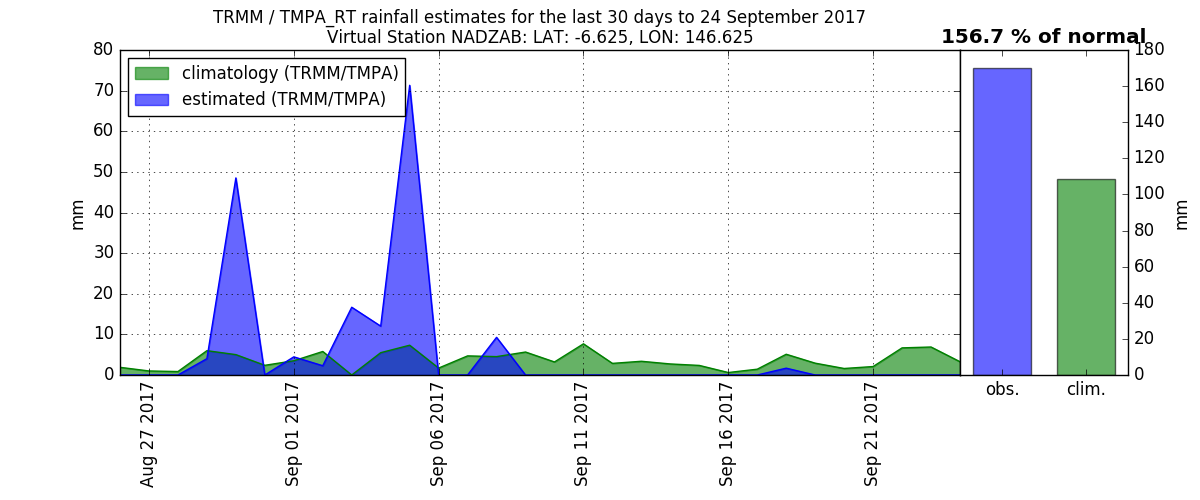 TRMM / TMPA_RT rainfall estimates for the last 30 days to 24 September 2017
Virtual Station NADZAB: LAT: -6.625, LON: 146.625
156.7 % of normal
climatology (TRMM/TMPA)
estimated (TRMM/TMPA)
80
70
60
50
40
30
20
10
0
mm
Aug 27 2017
Sep 01 2017
Sep 06 2017
Sep 11 2017
Sep 16 2017
Sep 21 2017
obs.
clim.
180
160
140
120
100
80
60
40
20
0
mm